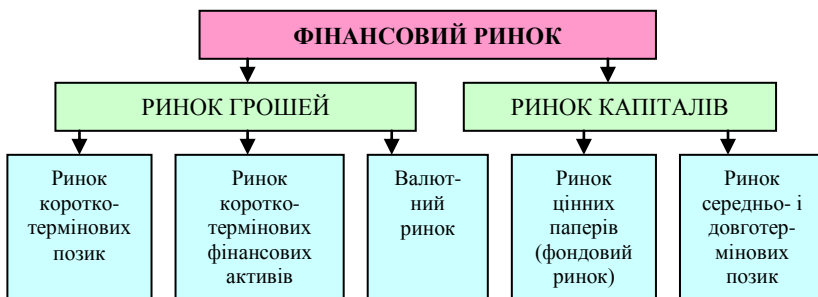 ФІНАНСОВИЙ РИНОК
РИНОК ГРОШЕЙ
РИНОК КАПІТАЛІВ
Ринок
коротко-
термінових
позик
Ринок
коротко-
термінових
фінансових
активів
Валют-
ний
ринок
Ринок
цінних
паперів
(фондовий
ринок)
Ринок
середньо- і
довготер-
мінових
позик